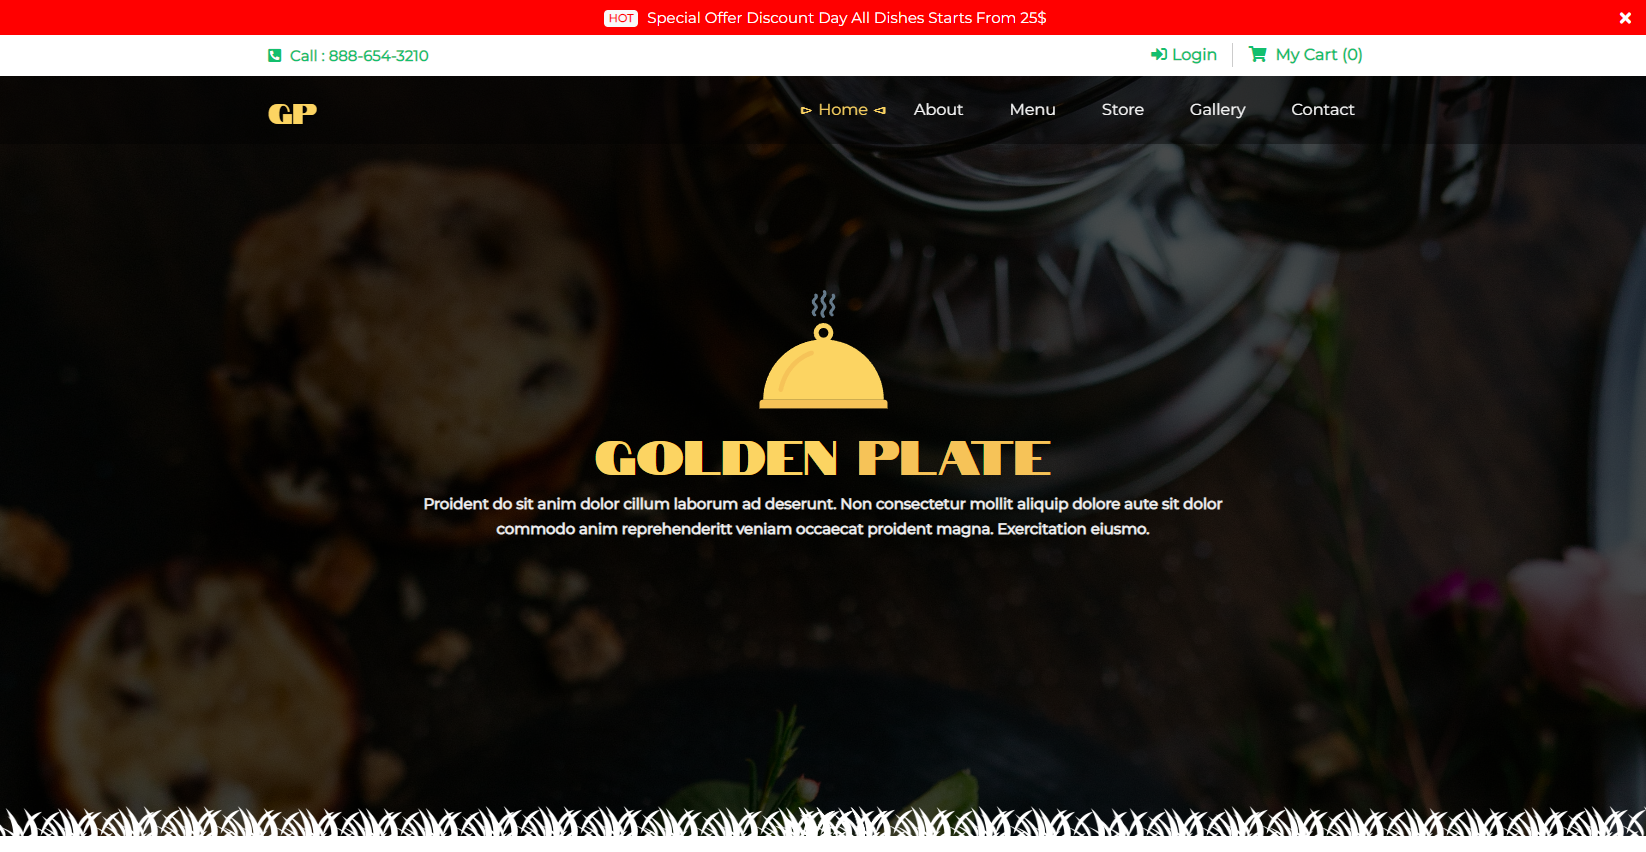 HOT Special Offer Discount Day All Dishes Starts From 25$
Call : 888-654-3210
Login
My Cart (0)
GP
Home About Menu Store Gallery Contact
GOLDEN PLATE
Proident do sit anim dolor cillum laborum ad deserunt. Non consectetur mollit aliquip dolore aute sit dolor
commodo anim reprehenderitt veniam occaecat proident magna. Exercitation eiusmo.